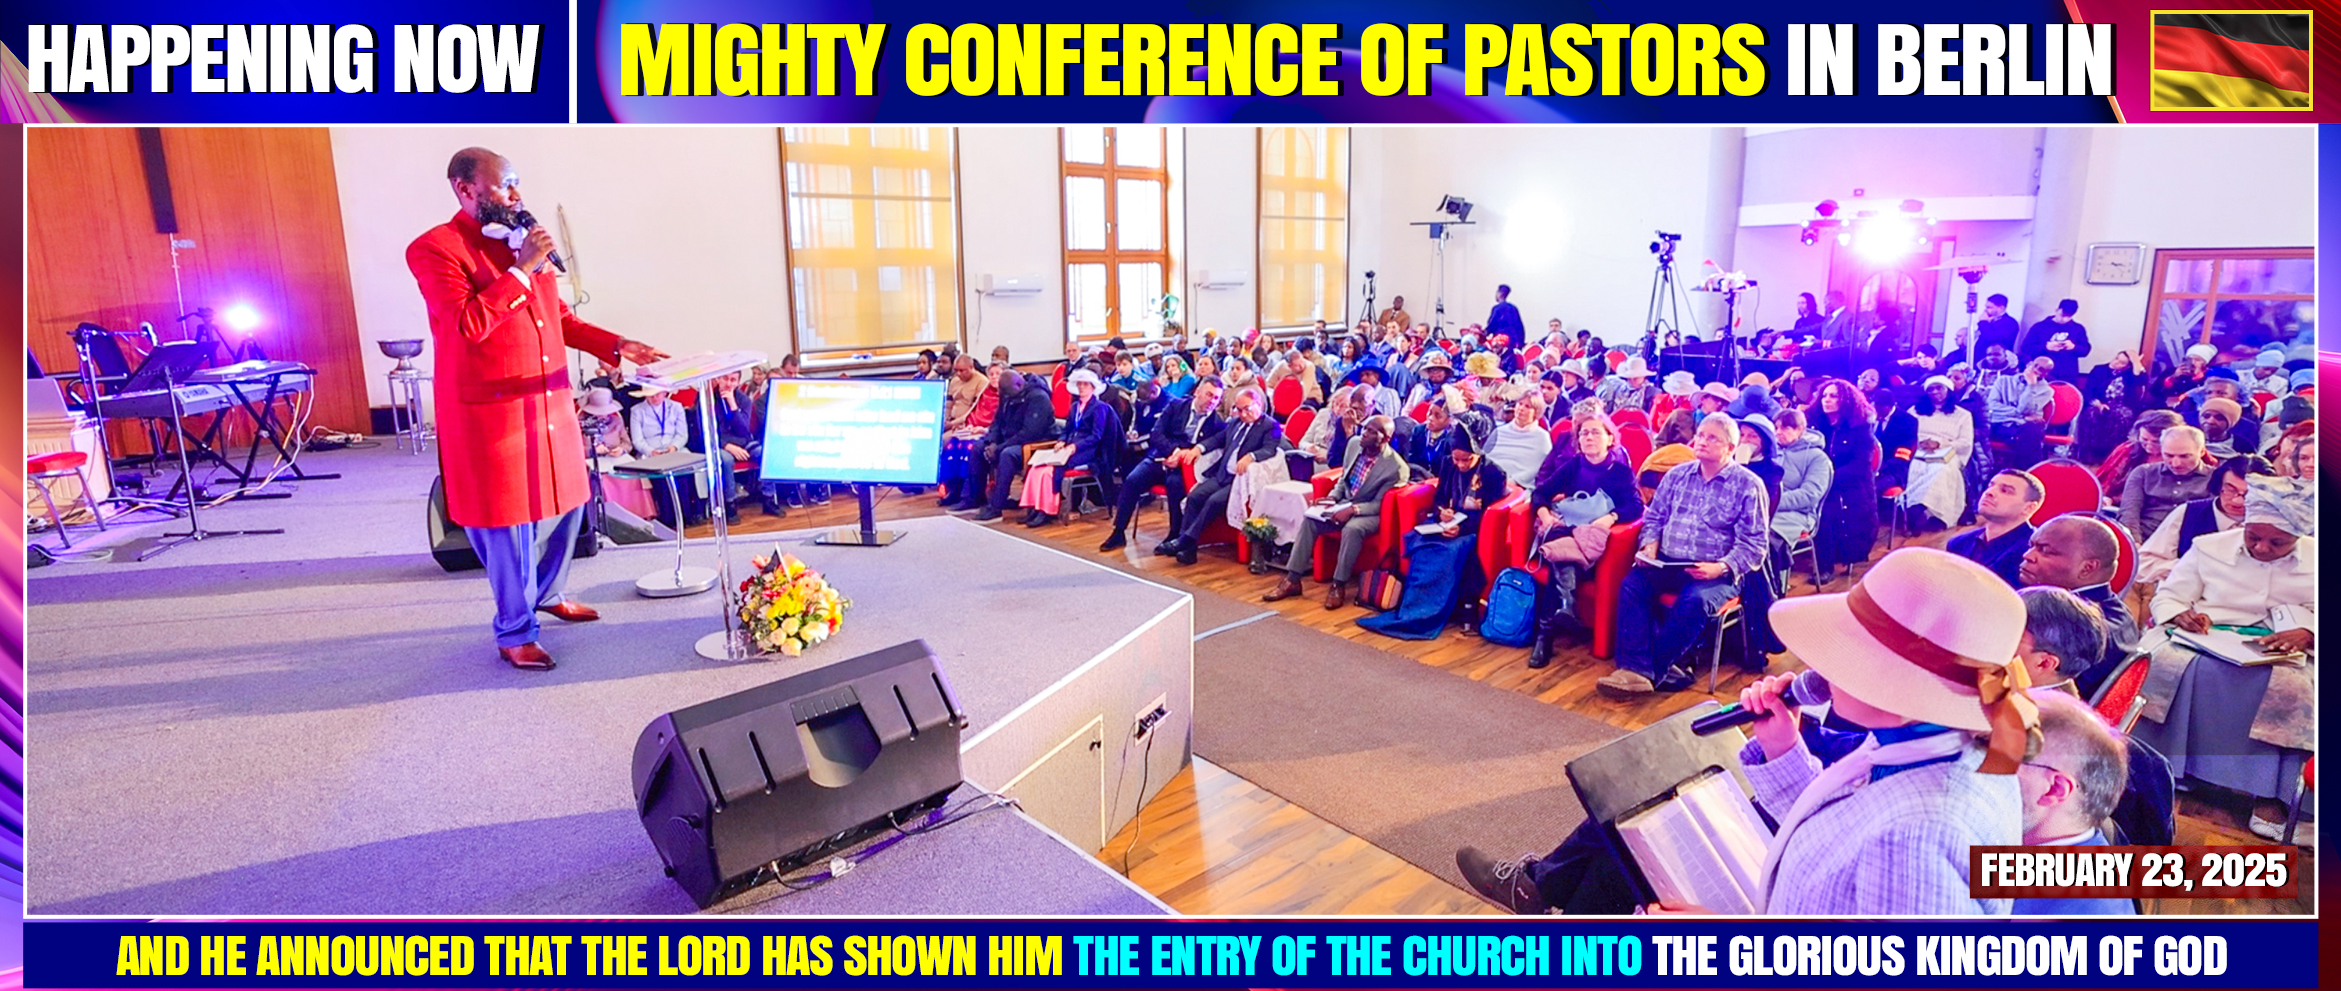 HAPPENING NOW
MIGHTY CONFERENCE OF PASTORS IN BERLIN
FEBRUARY 23, 2025
AND HE ANNOUNCED THAT THE LORD HAS SHOWN HIM THE ENTRY OF THE CHURCH INTO THE GLORIOUS KINGDOM OF GOD